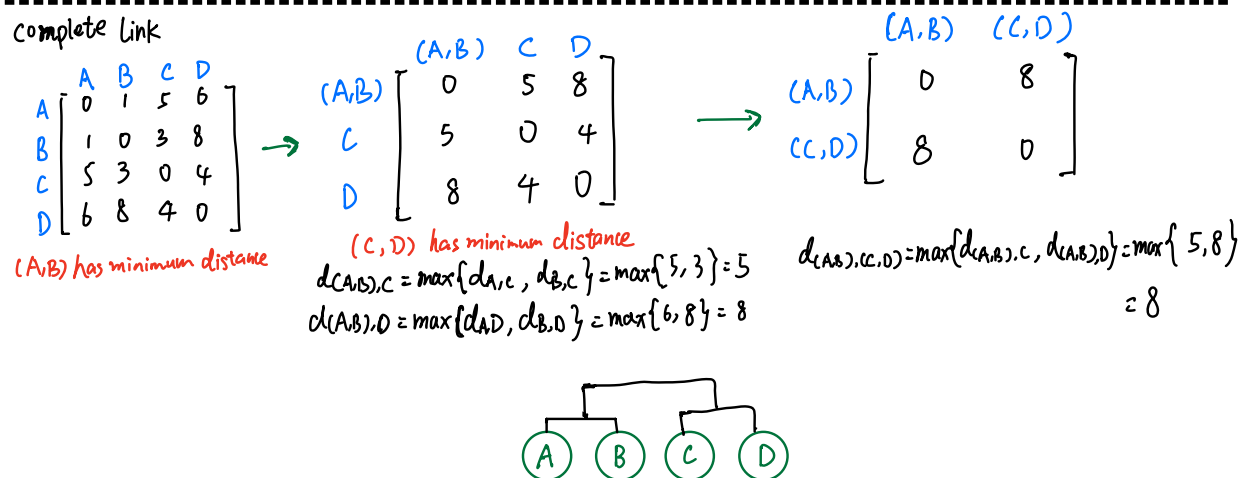 complete Link
A B C D
A 0 1 5 6
B 1 0 3 8
C 5 3 0 4
D 6 8 4 0
(A,B) has minimum distance
(A,B) C D
(A,B) 0 5 8
C 5 0 4
D 8 4 0
(C,D) has minimum distance
d(A,B),C = max{dA,C, dB,C} = max{5,3} = 5
d(A,B),D = max{dA,D, dB,D} = max{6,8} = 8
(A,B) (C,D)
(A,B) 0 8
(C,D) 8 0
d(A,B),(C,D) = max{d(A,B),C, d(A,B),D} = max{5,8}
= 8
A B C D